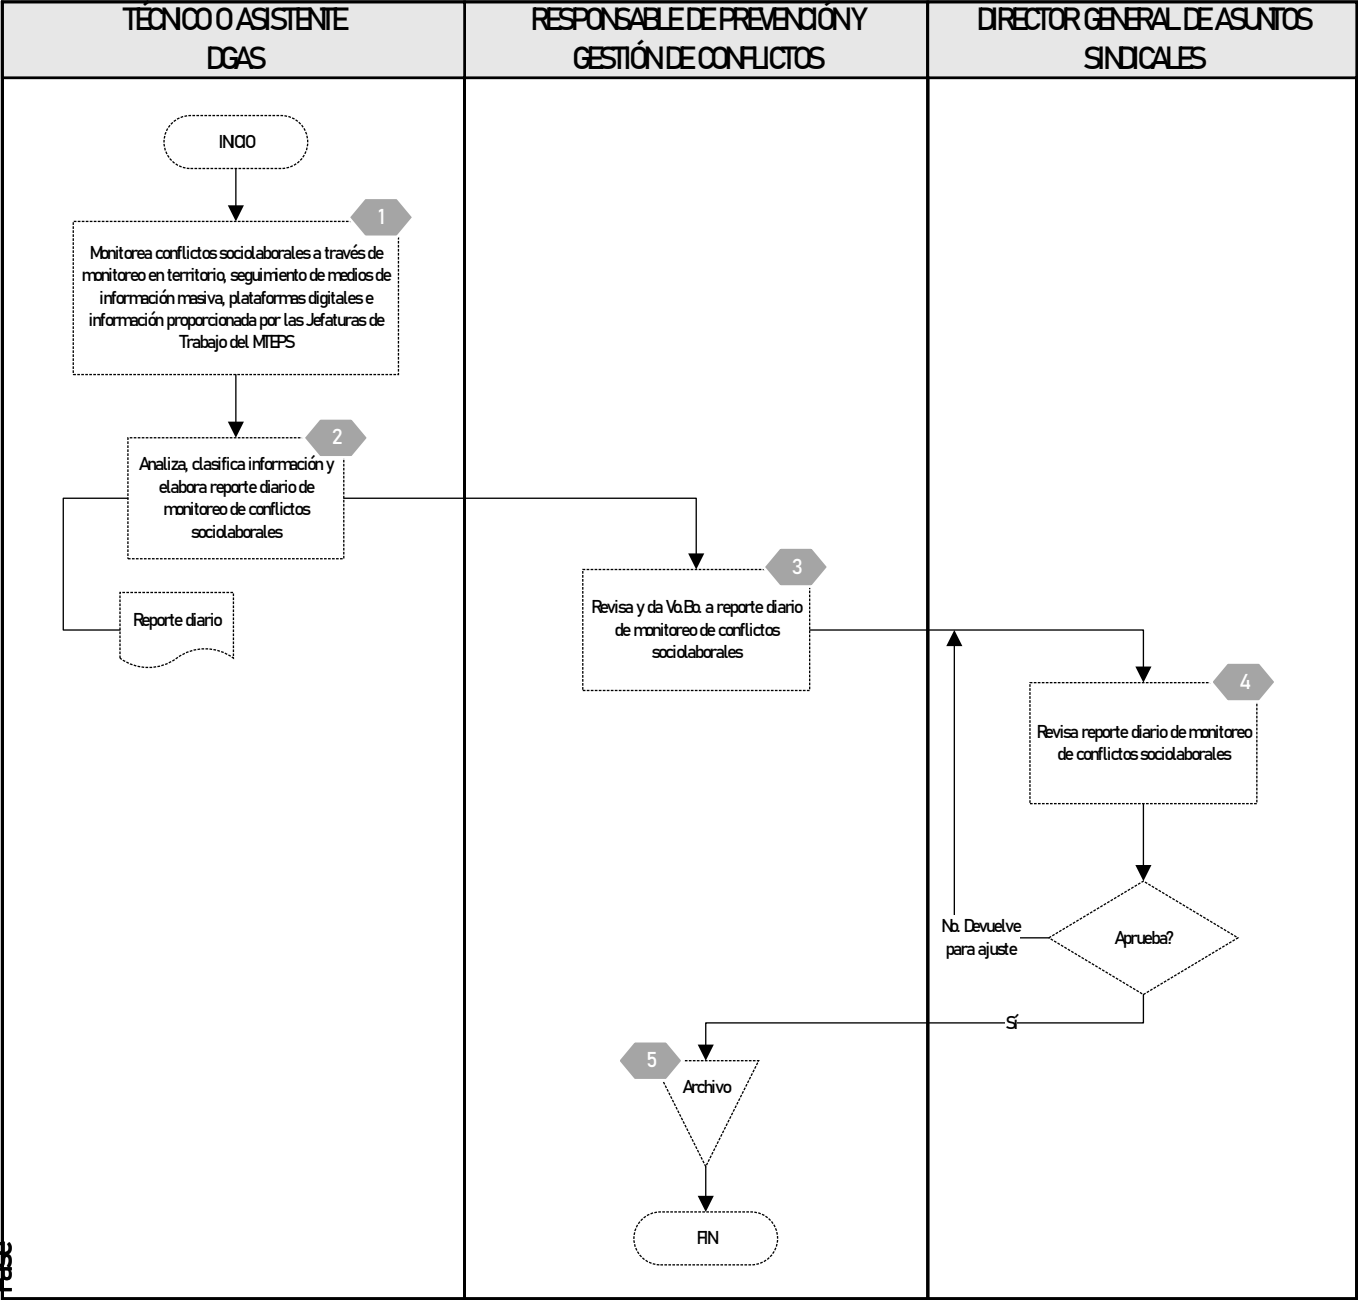 TÉCNICO O ASISTENTE
DGAS
RESPONSABLE DE PREVENCIÓN Y
GESTIÓN DE CONFLICTOS
DIRECTOR GENERAL DE ASUNTOS
SINDICALES
INICIO
1
Monitorea conflictos sociolaborales a través de
monitoreo en territorio, seguimiento de medios de
información masiva, plataformas digitales e
información proporcionada por las Jefaturas de
Trabajo del MTEPS
2
Analiza, clasifica información y
elabora reporte diario de
monitoreo de conflictos
sociolaborales
Reporte diario
3
Revisa y da Vo.Bo. a reporte diario
de monitoreo de conflictos
sociolaborales
4
Revisa reporte diario de monitoreo
de conflictos sociolaborales
No. Devuelve
para ajuste
Aprueba?
Sí
5
Archivo
FIN
Fase